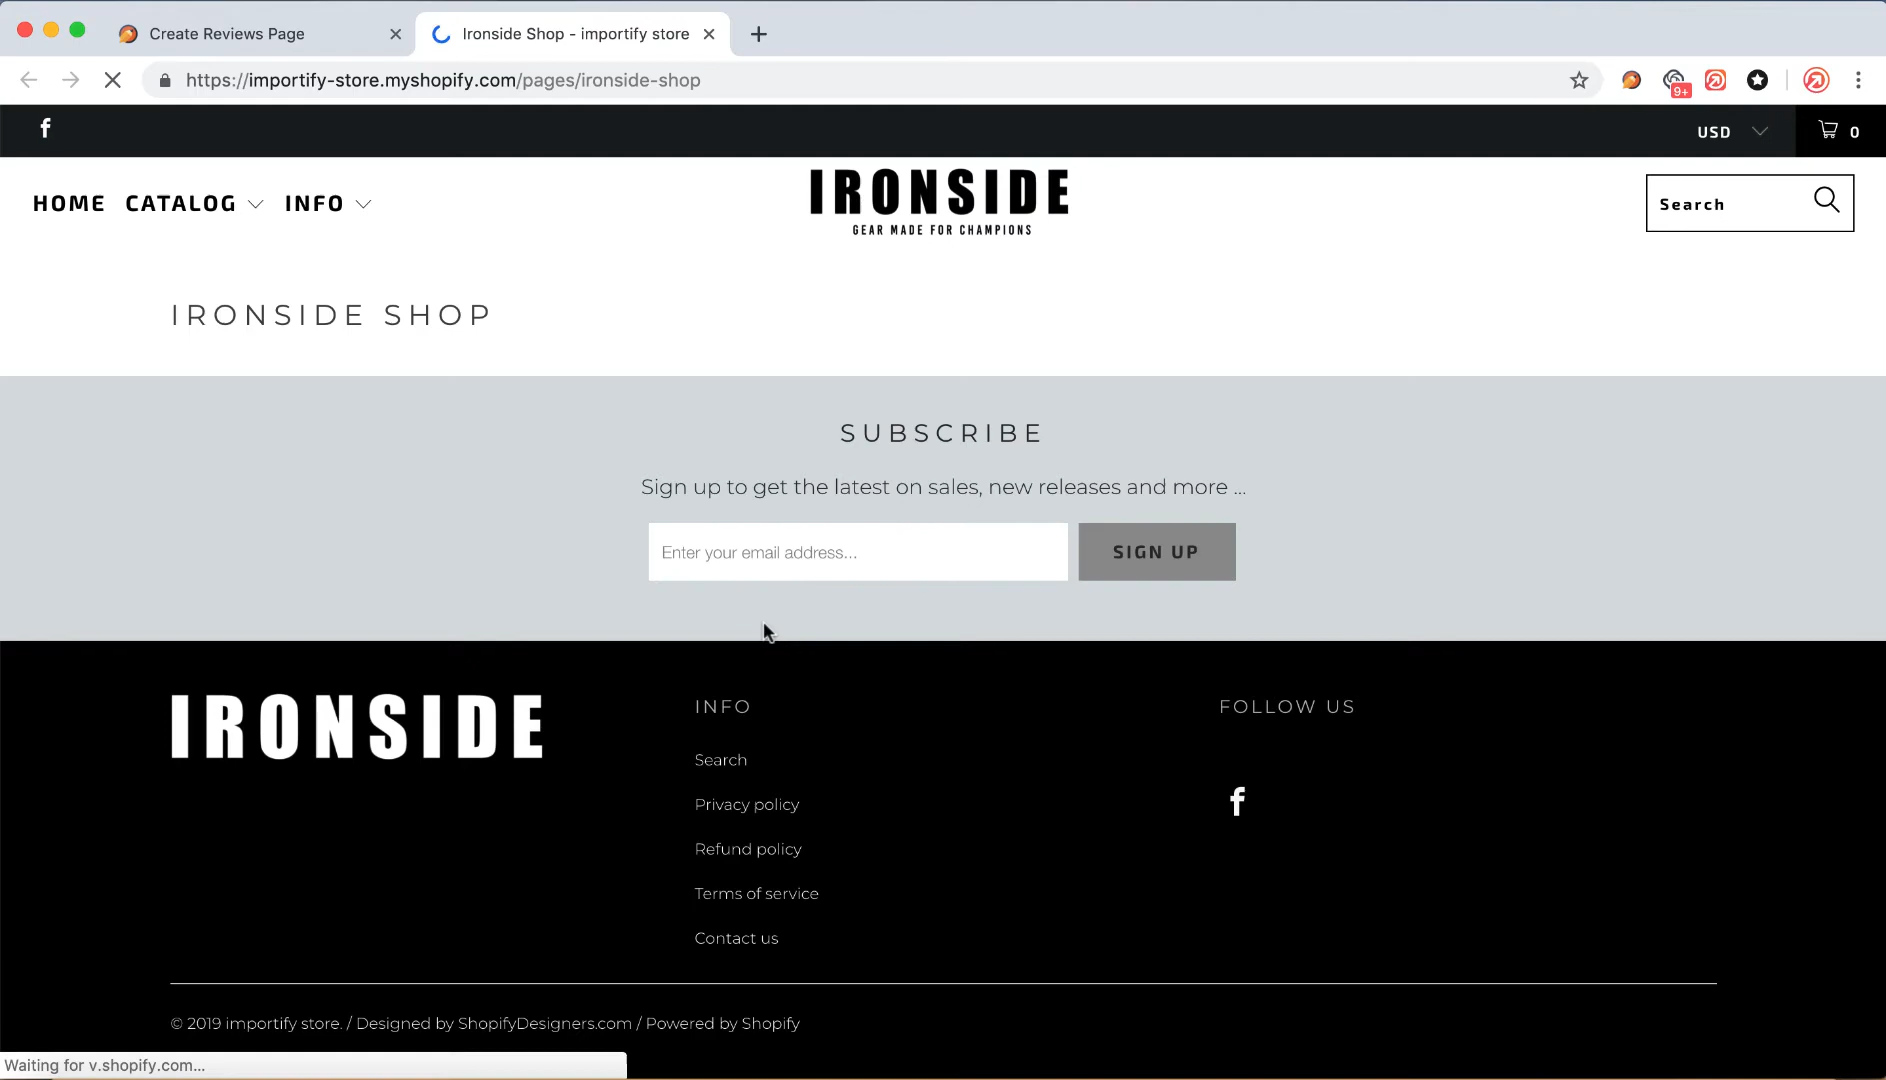 Create Reviews Page
Ironside Shop - importify store
https://importify-store.myshopify.com/pages/ironside-shop
9+
USD
0
HOME CATALOG INFO
IRONSIDE
GEAR MADE FOR CHAMPIONS
Search
IRONSIDE SHOP
SUBSCRIBE
Sign up to get the latest on sales, new releases and more ...
Enter your email address...
SIGN UP
IRONSIDE
INFO
Search
Privacy policy
Refund policy
Terms of service
Contact us
FOLLOW US
© 2019 importify store. / Designed by ShopifyDesigners.com / Powered by Shopify
Waiting for v.shopify.com...